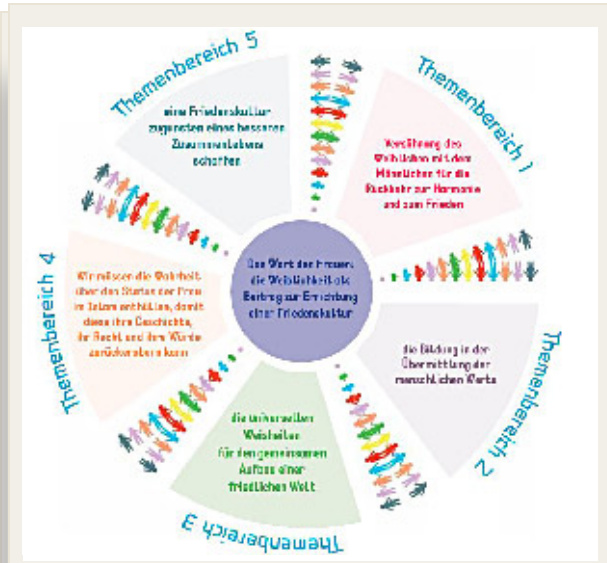 Themenbereich 1
Versöhnung des
Weiblichen mit dem
Männlichen für die
Rückkehr zur Harmonie
und zum Frieden
Themenbereich 2
die Bildung in der
Übermittlung der
menschlichen Werte
Themenbereich 3
die universellen
Weisheiten
für den gemeinsamen
Aufbau einer
friedlichen Welt
Themenbereich 4
Wir müssen die Wahrheit
über den Status der Frau
im Islam enthüllen, damit
diese ihre Geschichte,
ihr Recht und ihre Würde
zurückerobern kann
Themenbereich 5
eine Friedenskultur
zugunsten eines besseren
Zusammenlebens
schaffen
Das Wort den Frauen:
die Weiblichkeit als
Beitrag zur Errichtung
einer Friedenskultur